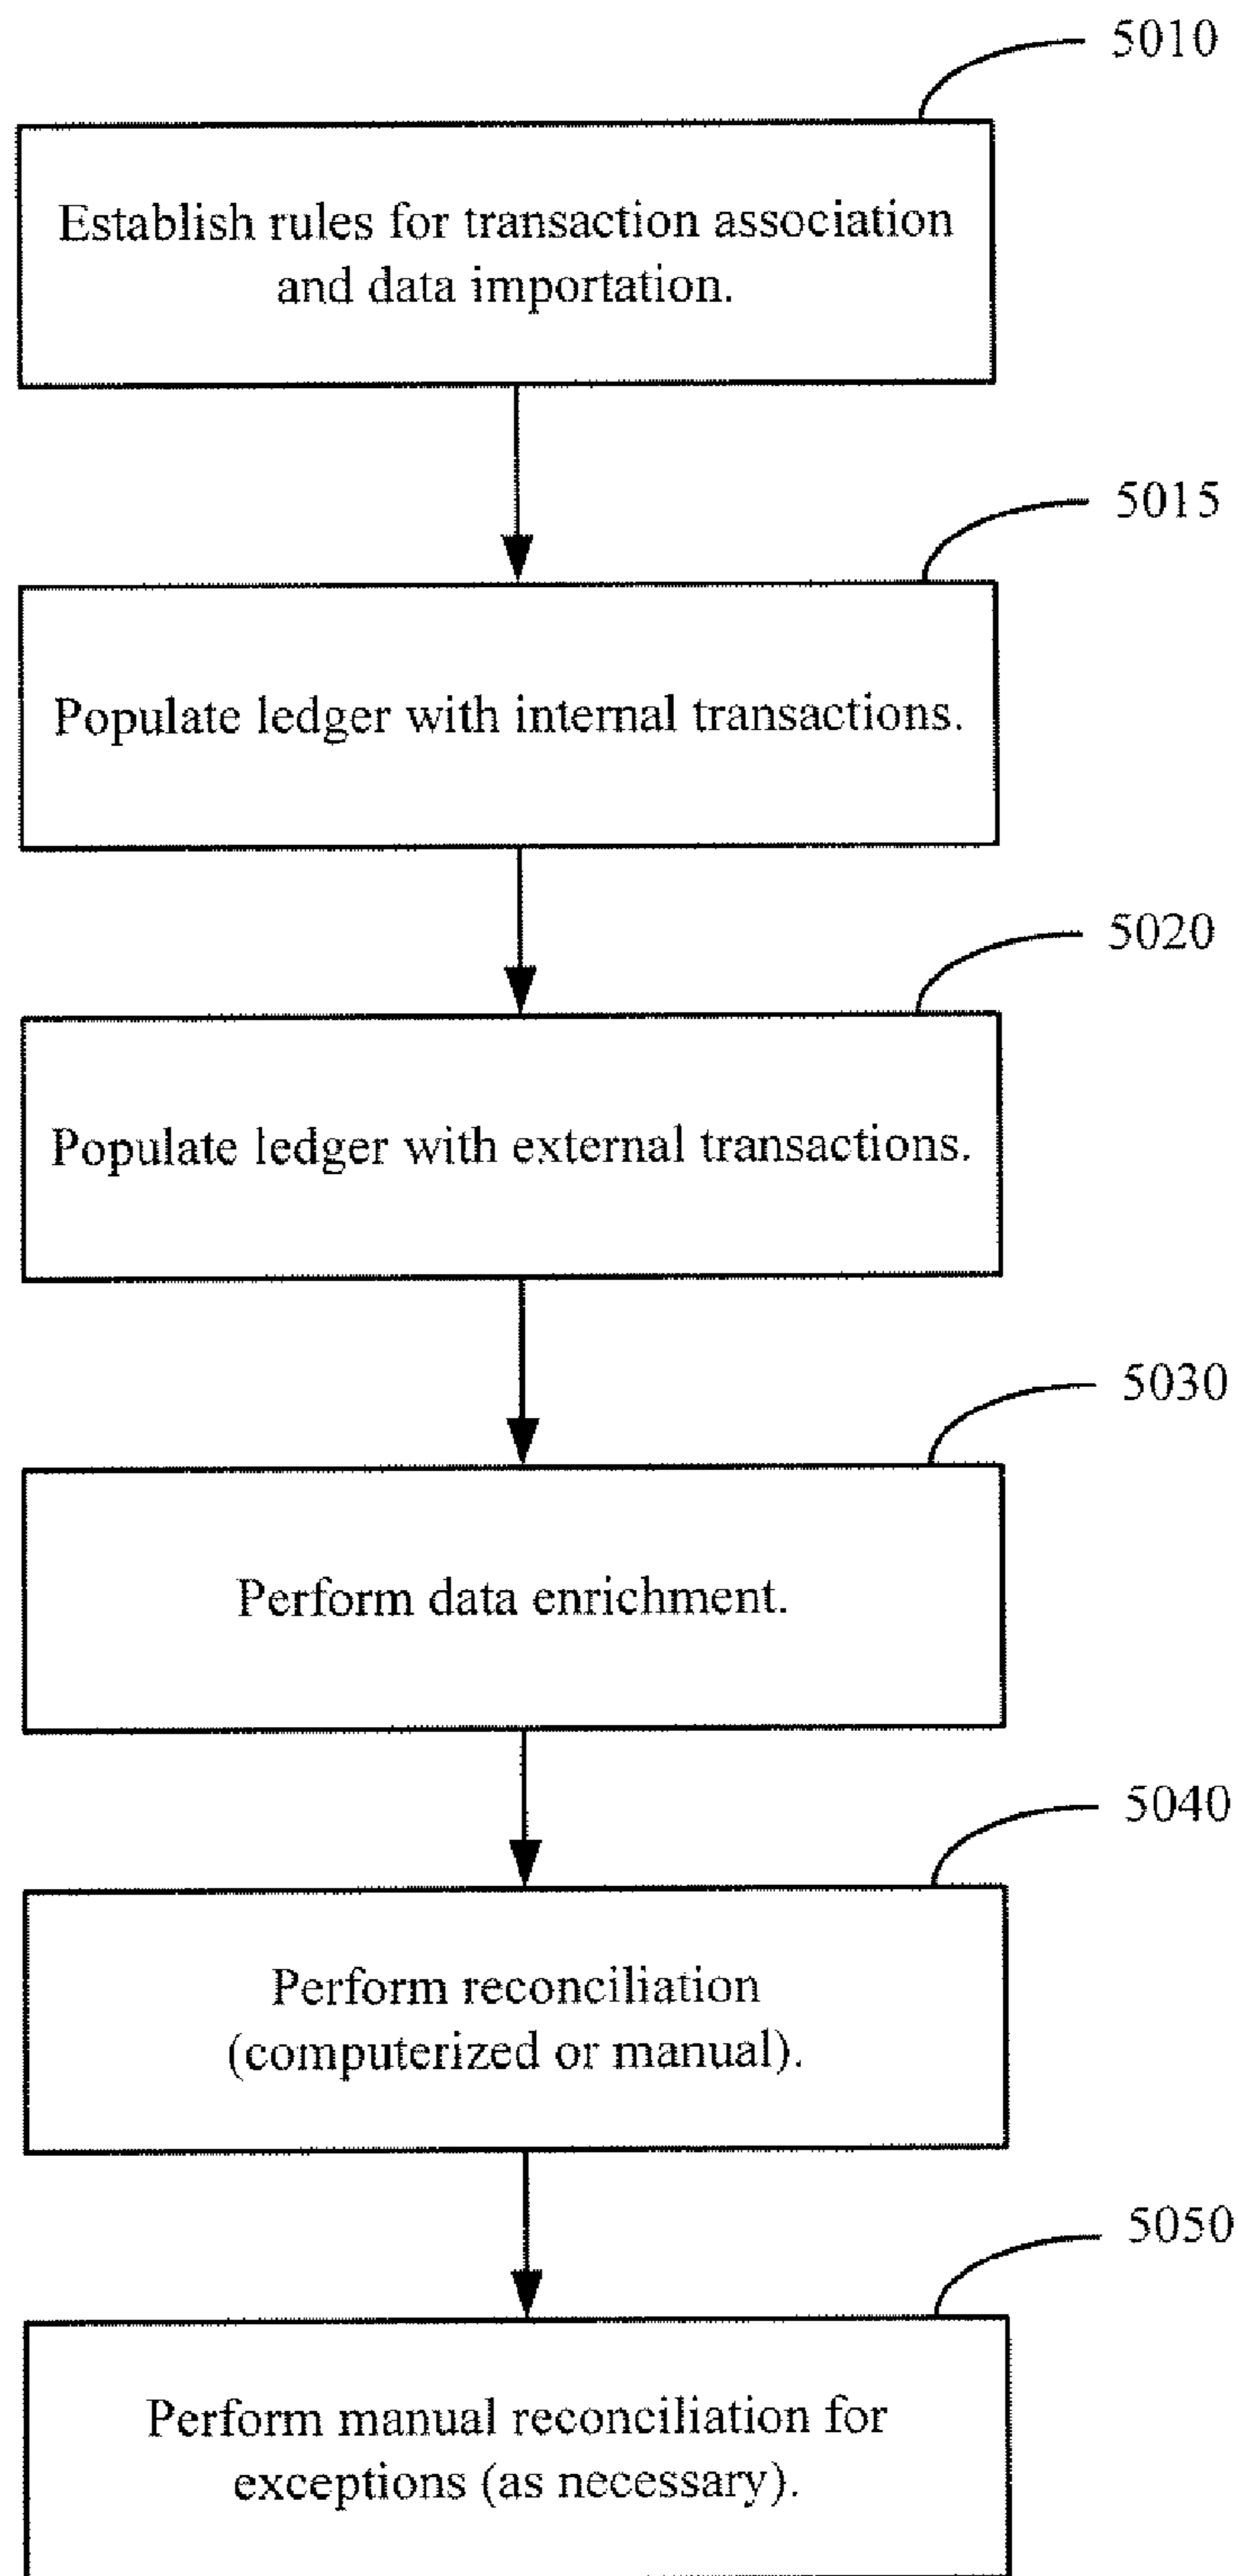 5010
Establish rules for transaction association
and data importation.
5015
Populate ledger with internal transactions.
5020
Populate ledger with external transactions.
5030
Perform data enrichment.
5040
Perform reconciliation
(computerized or manual).
5050
Perform manual reconciliation for
exceptions (as necessary).